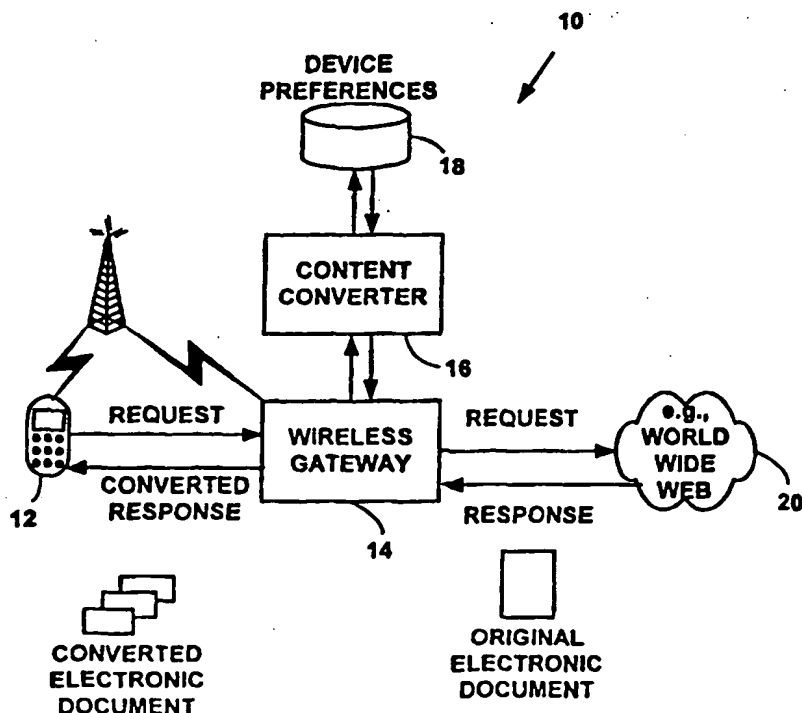 10
DEVICE
PREFERENCES
18
CONTENT
CONVERTER
16
REQUEST
CONVERTED
RESPONSE
12
WIRELESS
GATEWAY
14
REQUEST
RESPONSE
e.g.,
WORLD
WIDE
WEB
20
CONVERTED
ELECTRONIC
DOCUMENT
ORIGINAL
ELECTRONIC
DOCUMENT